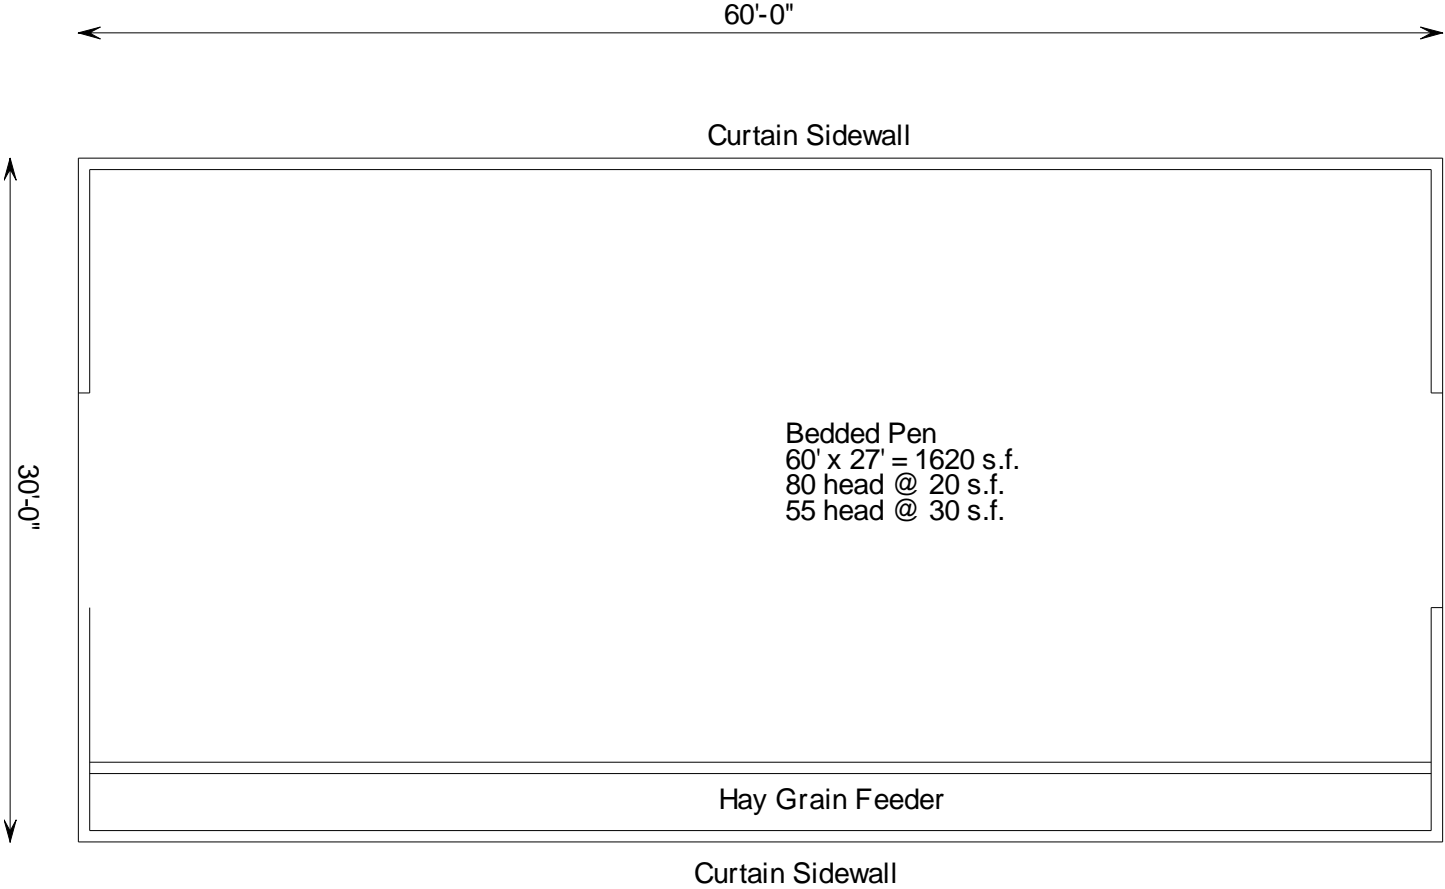 60'-0"
Curtain Sidewall
30'-0"
Bedded Pen
60' x 27' = 1620 s.f.
80 head @ 20 s.f.
55 head @ 30 s.f.
Hay Grain Feeder
Curtain Sidewall